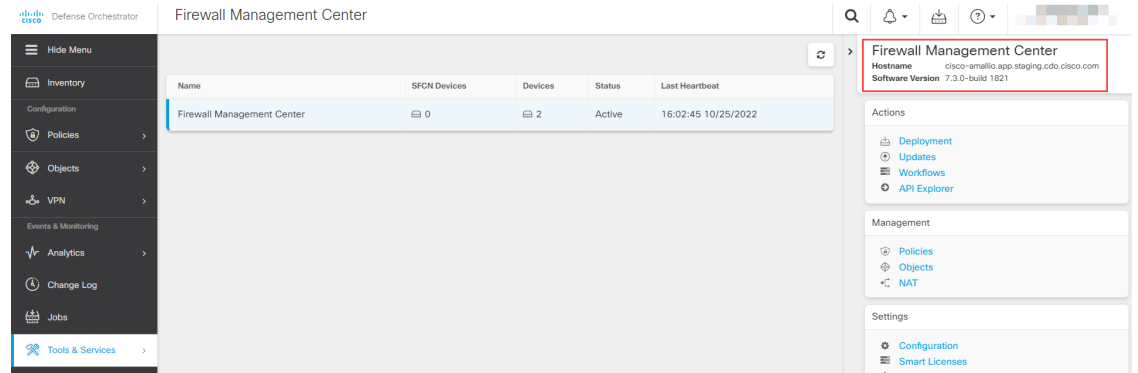 cisco Defense Orchestrator
Firewall Management Center
Hide Menu
Inventory
Configuration
Policies
Objects
VPN
Events & Monitoring
Analytics
Change Log
Jobs
Tools & Services
Name SFCN Devices Devices Status Last Heartbeat
Firewall Management Center 0 2 Active 16:02:45 10/25/2022
Firewall Management Center
Hostname cisco-amallio.app.staging.cdo.cisco.com
Software Version 7.3.0-build 1821
Actions
Deployment
Updates
Workflows
API Explorer
Management
Policies
Objects
NAT
Settings
Configuration
Smart Licenses